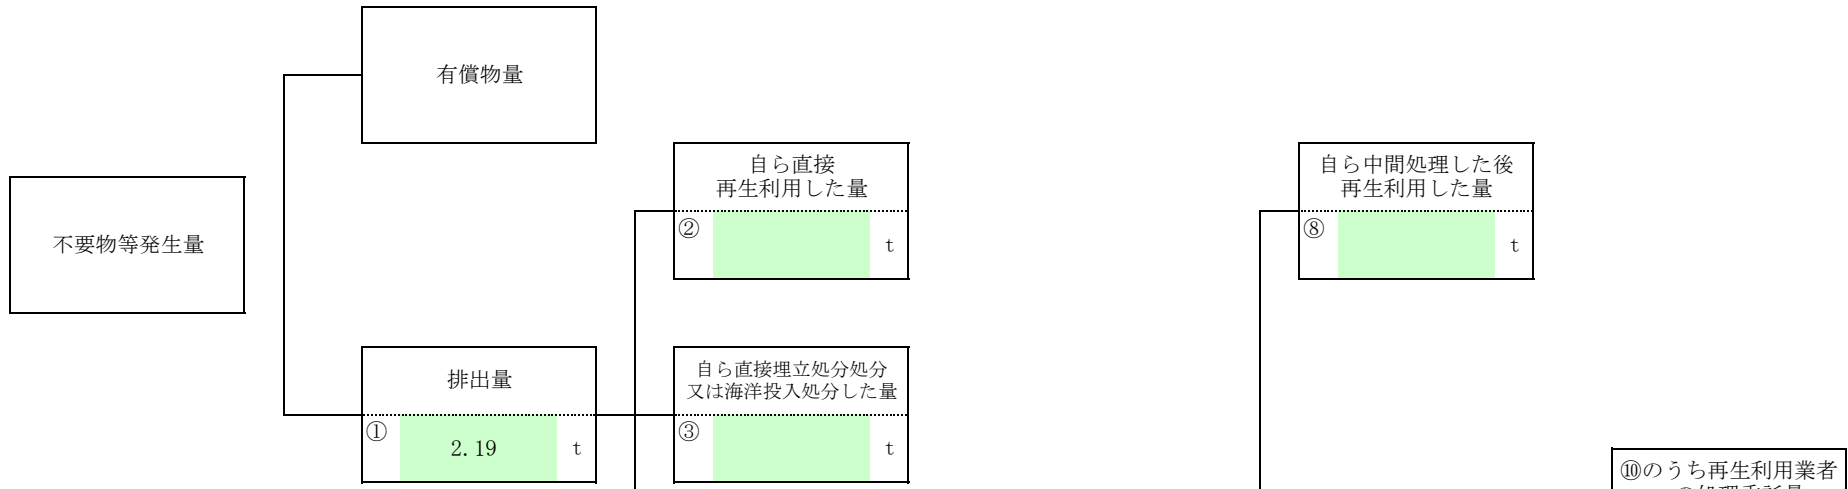 有償物量
自ら直接
再生利用した量
② t
自ら中間処理した後
再生利用した量
⑧ t
不要物等発生量
排出量
① 2.19 t
自ら直接埋立処分処分
又は海洋投入処分した量
③ t
⑩のうち再生利用業者